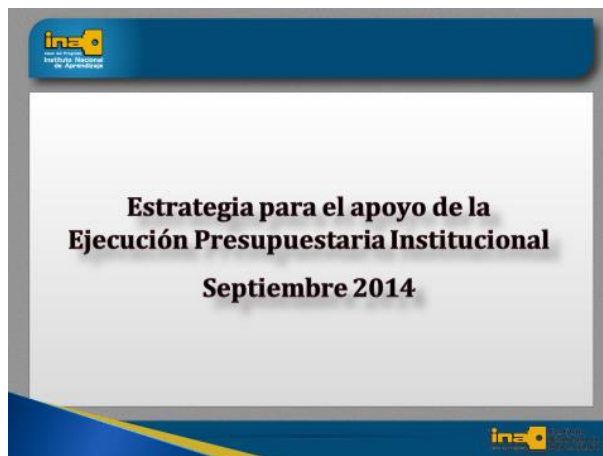 ina
Instituto Nacional
de Aprendizaje
Estrategia para el apoyo de la
Ejecución Presupuestaria Institucional
Septiembre 2014
ina